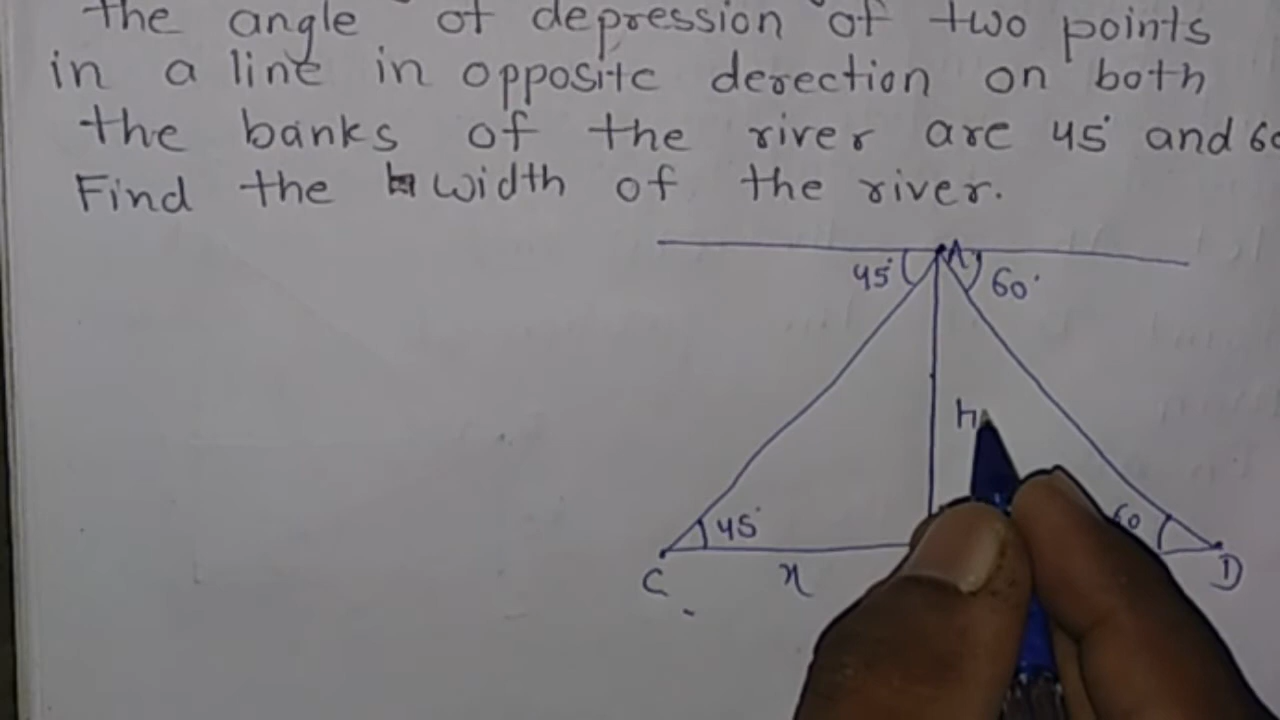 the angle of depression of two points
in a line in opposite derection on both
the banks of the river are 45° and 60
Find the width of the river.
A
45° 60°
h
45° 60
C x D